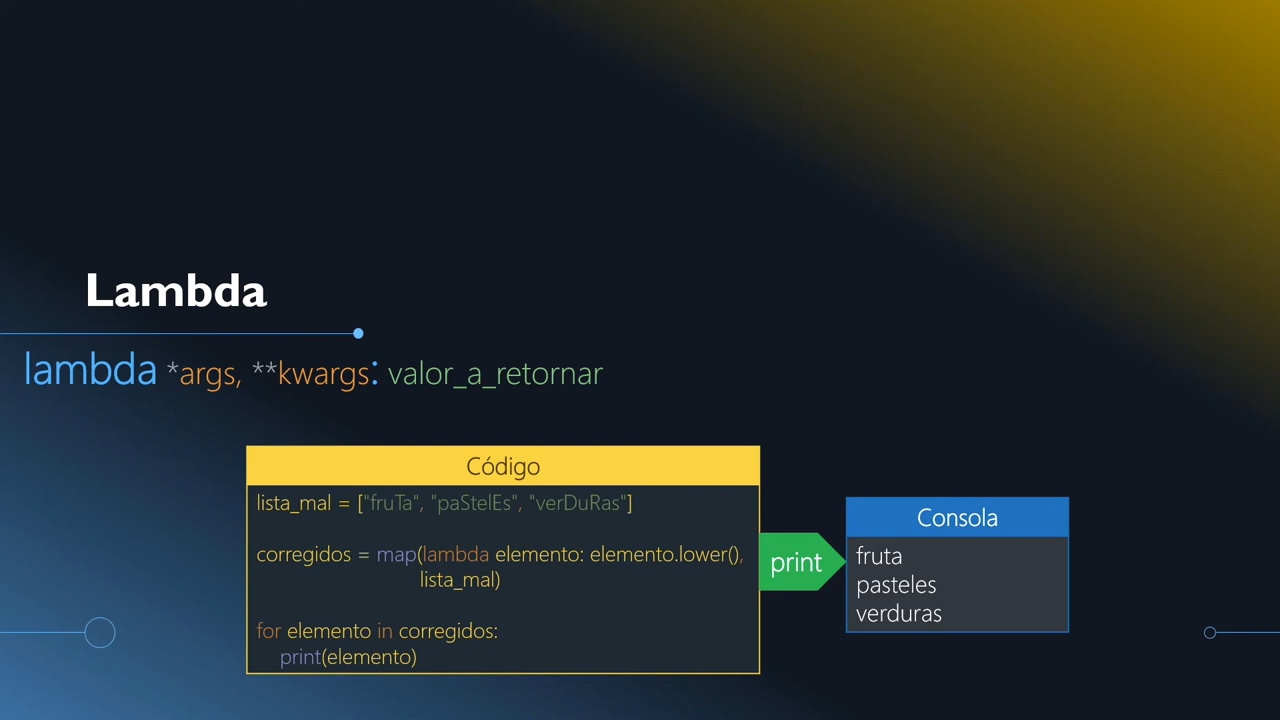 Lambda
lambda *args, **kwargs: valor_a_retornar
Código
lista_mal = ["fruTa", "paStelEs", "verDuRas"]
corregidos = map(lambda elemento: elemento.lower(),
lista_mal)
for elemento in corregidos:
print(elemento)
print
Consola
fruta
pasteles
verduras